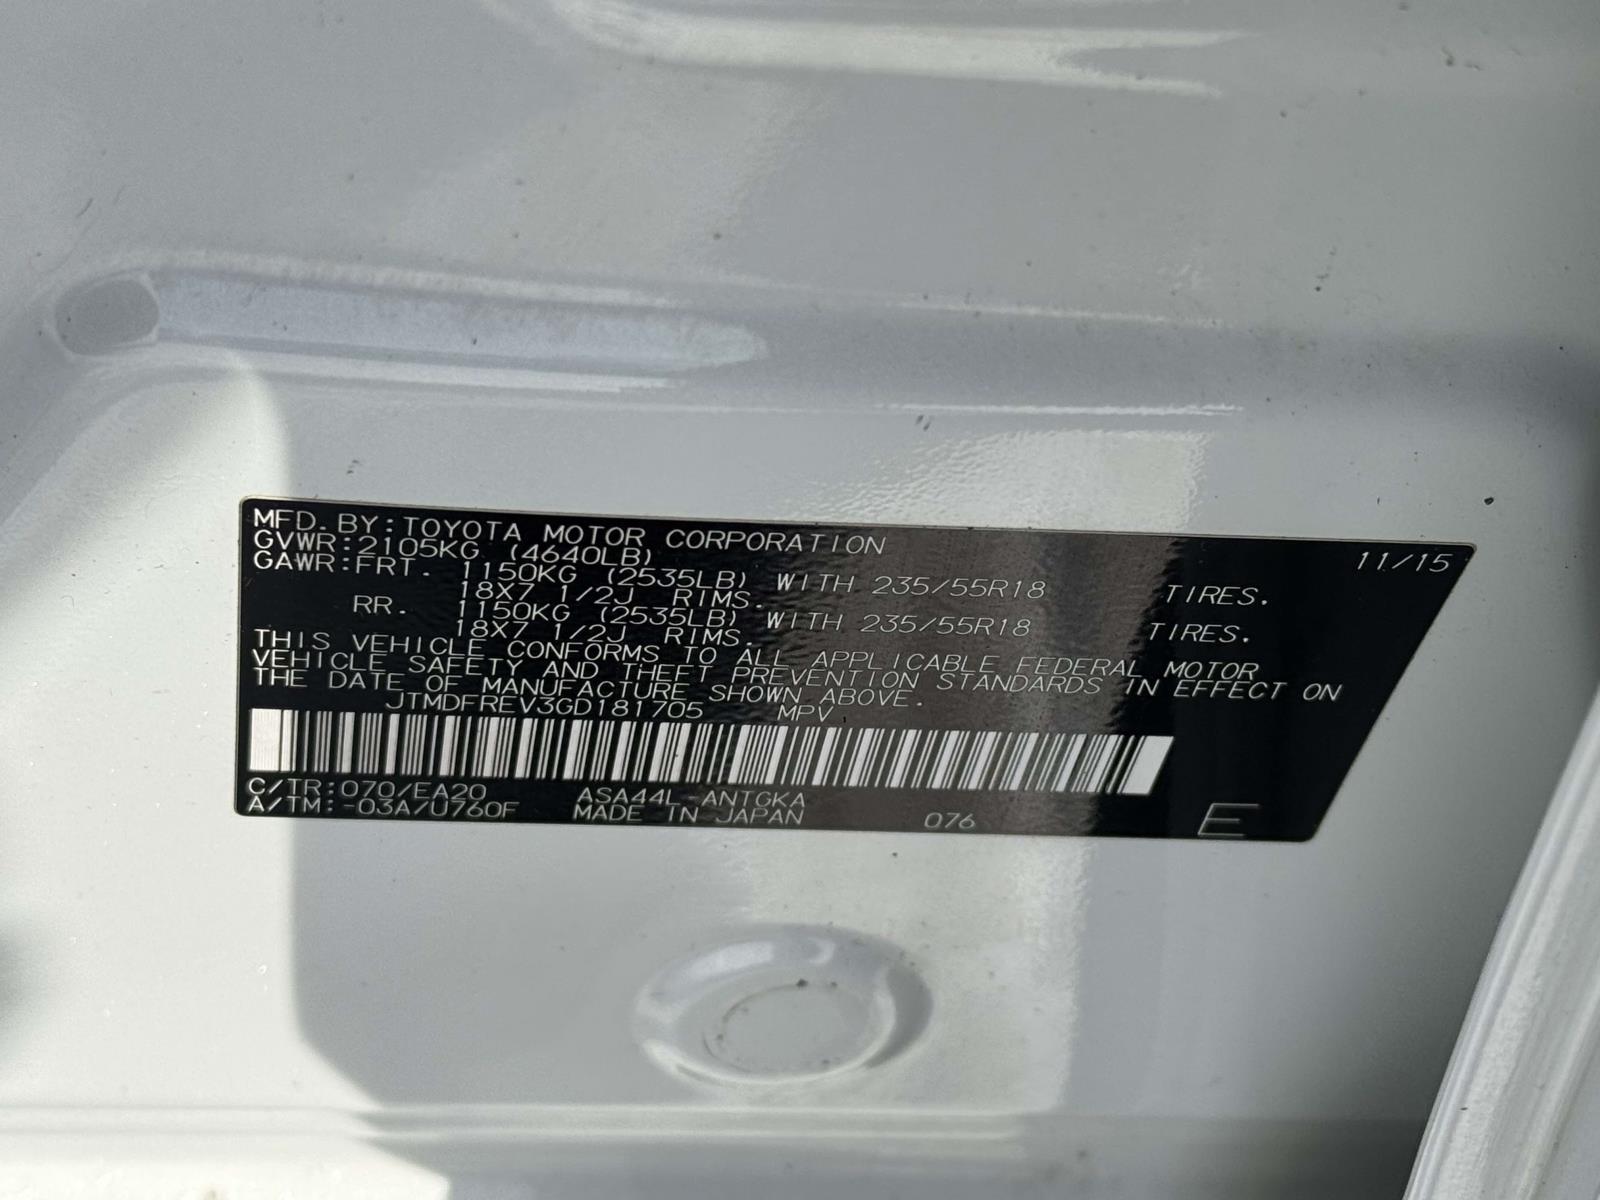 MFD.BY:TOYOTA MOTOR CORPORATION 11/15
GVWR:2105KG (4640LB)
GAWR:FRT. 1150KG (2535LB) WITH 235/55R18 TIRES.
18X7 1/2J RIMS.
RR. 1150KG (2535LB) WITH 235/55R18 TIRES.
18X7 1/2J RIMS.
THIS VEHICLE CONFORMS TO ALL APPLICABLE FEDERAL MOTOR
VEHICLE SAFETY AND THEFT PREVENTION STANDARDS IN EFFECT ON
THE DATE OF MANUFACTURE SHOWN ABOVE.
JTMDFREV3GD181705 MPV
C/TR:070/EA20 ASA44L-ANTGKA
A/TM:-03A/U760F MADE IN JAPAN 076 E